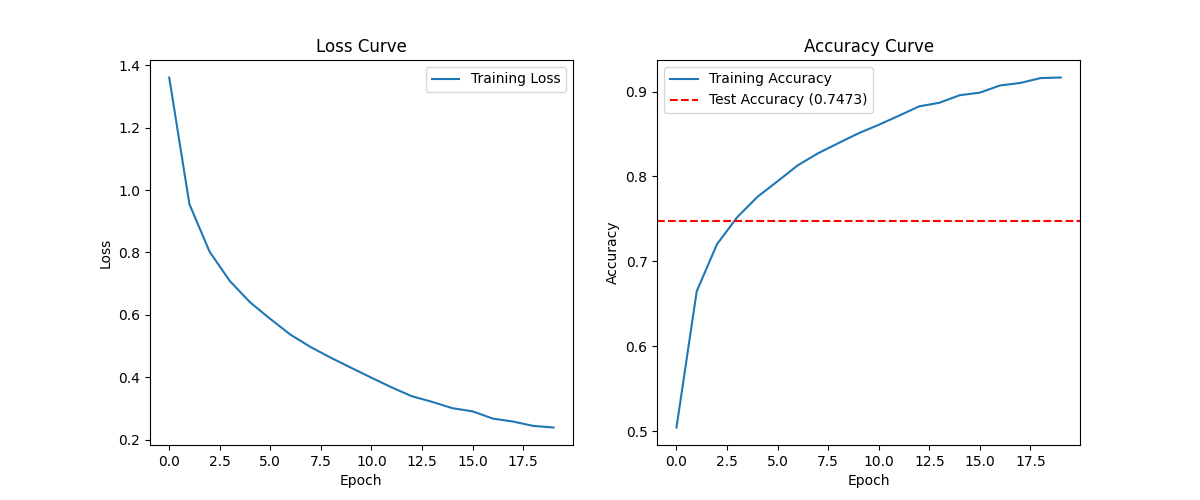 Loss Curve
Training Loss
1.4
1.2
1.0
0.8
0.6
0.4
0.2
Loss
0.0 2.5 5.0 7.5 10.0 12.5 15.0 17.5
Epoch
Accuracy Curve
Training Accuracy
Test Accuracy (0.7473)
0.9
0.8
0.7
0.6
0.5
Accuracy
0.0 2.5 5.0 7.5 10.0 12.5 15.0 17.5
Epoch